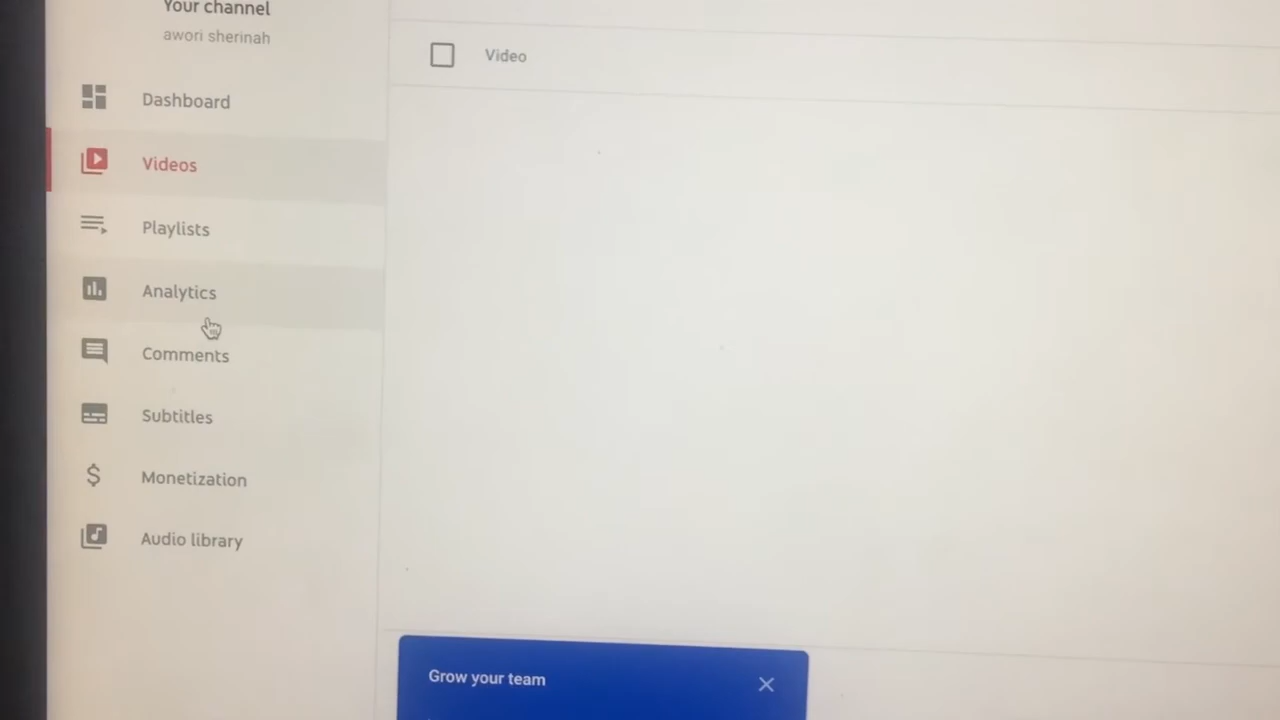 Your channel
awori sherinah
Video
Dashboard
Videos
Playlists
Analytics
Comments
Subtitles
Monetization
Audio library
Grow your team